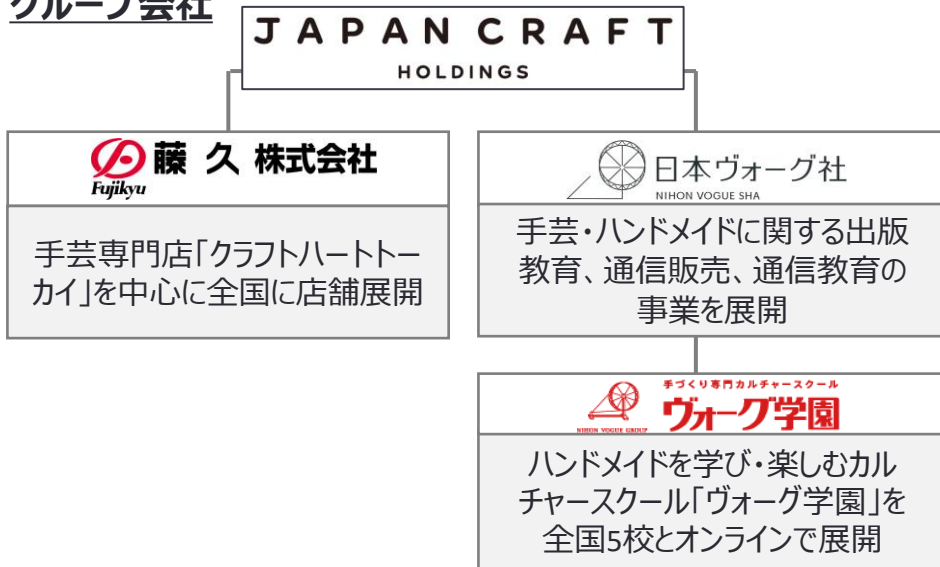 グループ会社
JAPAN CRAFT
HOLDINGS
藤久 株式会社
Fujikyu
手芸専門店「クラフトハートトー
カイ」を中心に全国に店舗展開
日本ヴォーグ社
NIHON VOGUE SHA
手芸・ハンドメイドに関する出版
教育、通信販売、通信教育の
事業を展開
手づくり専門カルチャースクール
ヴォーグ学園
NIHON VOGUE GROUP
ハンドメイドを学び・楽しむカル
チャースクール「ヴォーグ学園」を
全国5校とオンラインで展開